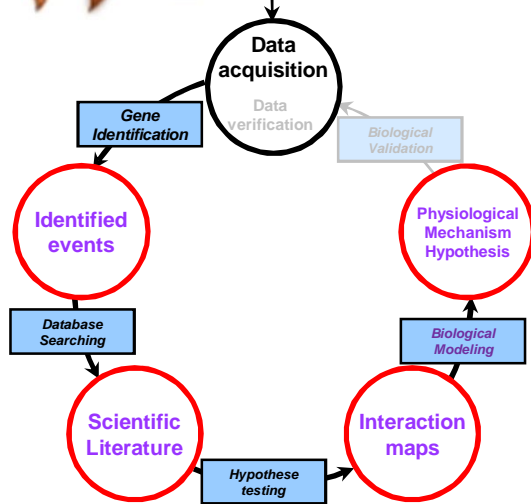 Data
acquisition
Data
verification
Gene
Identification
Biological
Validation
Identified
events
Physiological
Mechanism
Hypothesis
Database
Searching
Biological
Modeling
Scientific
Literature
Interaction
maps
Hypothese
testing